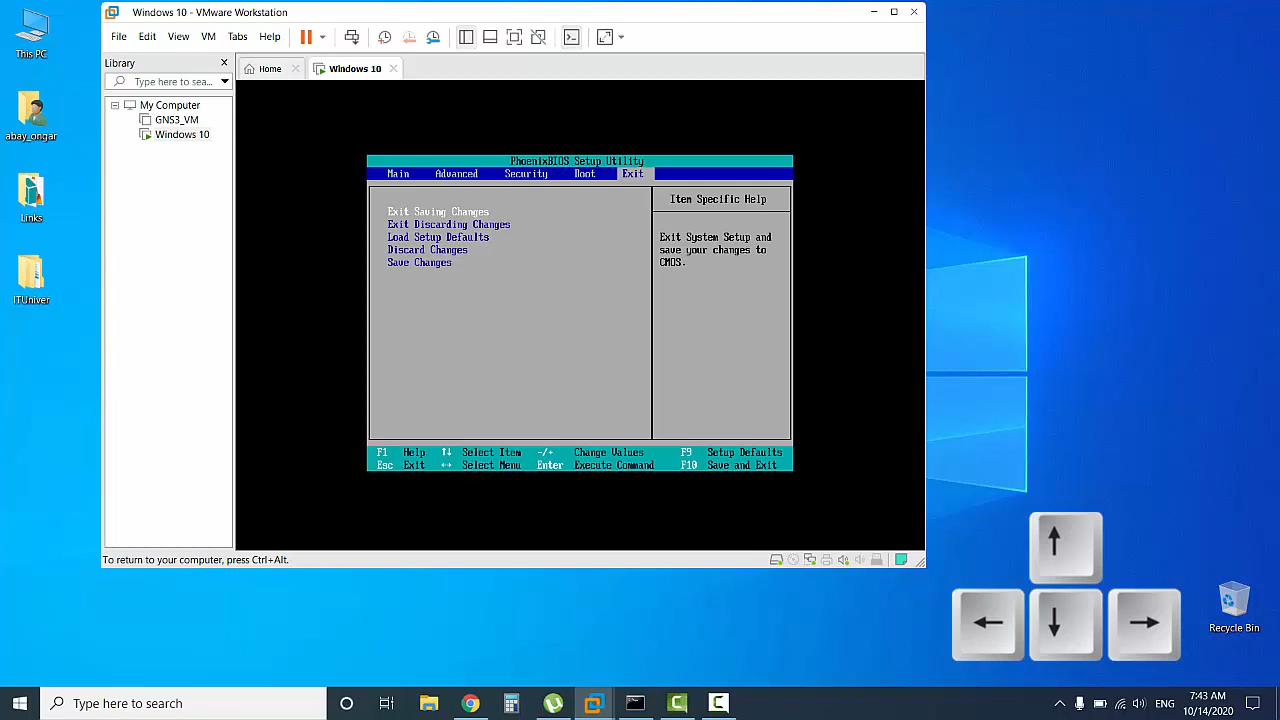 This PC
abay_ongar
Links
ITUniver
Windows 10 - VMware Workstation
File Edit View VM Tabs Help
Library
Type here to sea...
My Computer
GNS3_VM
Windows 10
Home
Windows 10
PhoenixBIOS Setup Utility
Main Advanced Security Boot Exit
Exit Saving Changes
Exit Discarding Changes
Load Setup Defaults
Discard Changes
Save Changes
Item Specific Help
Exit System Setup and
save your changes to
CMOS.
F1 Help ↑↓ Select Item -/+ Change Values F9 Setup Defaults
Esc Exit ↔ Select Menu Enter Execute Command F10 Save and Exit
To return to your computer, press Ctrl+Alt.
Recycle Bin
Type here to search
ENG
7:43 AM
10/14/2020